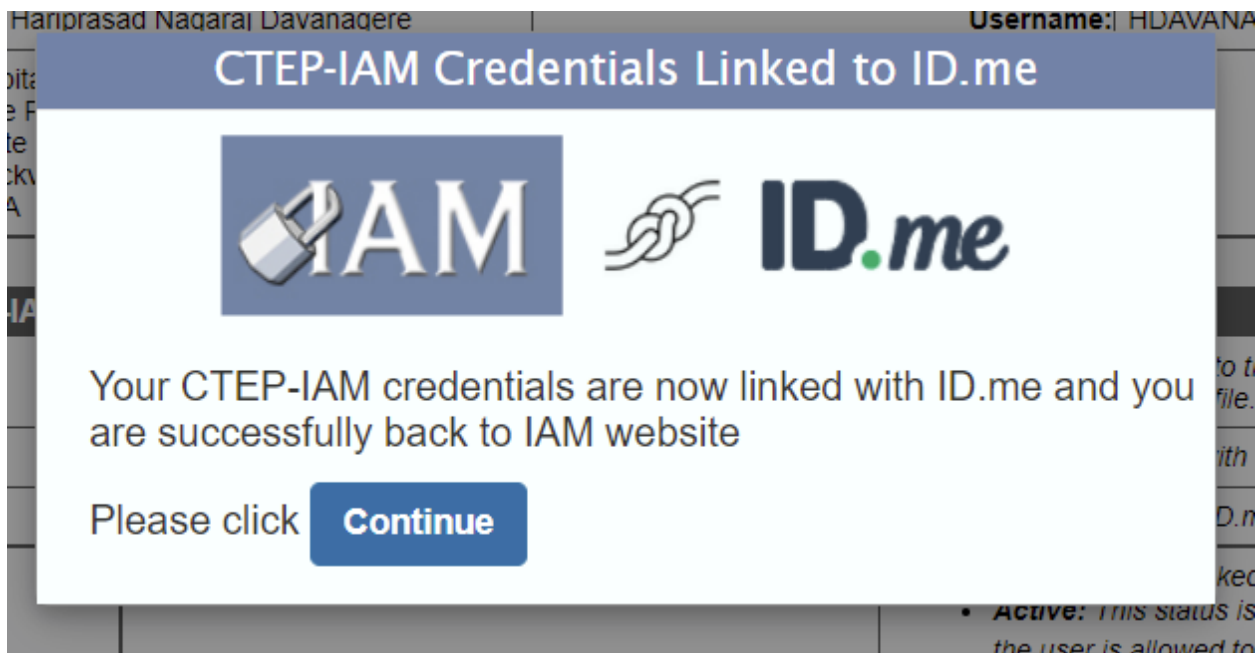 Hariprasad Nagaraj Davanagere
Username: HDAVANA
CTEP-IAM Credentials Linked to ID.me
IAM
ID.me
Your CTEP-IAM credentials are now linked with ID.me and you
are successfully back to IAM website
Please click Continue
file.
Active: This status is
the user is allowed to